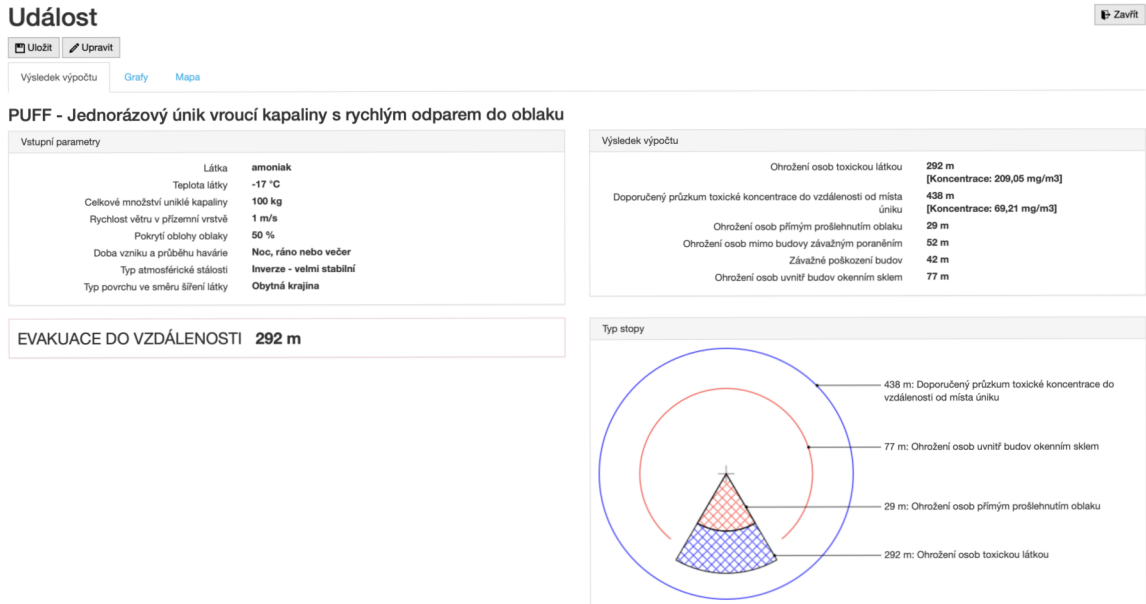 Událost
Zavřít
Uložit
Upravit
Výsledek výpočtu
Grafy
Mapa
PUFF - Jednorázový únik vroucí kapaliny s rychlým odparem do oblaku
Vstupní parametry
Látka amoniak
Teplota látky -17 °C
Celkové množství uniklé kapaliny 100 kg
Rychlost větru v přízemní vrstvě 1 m/s
Pokrytí oblohy oblaky 50 %
Doba vzniku a průběhu havárie Noc, ráno nebo večer
Typ atmosférické stálosti Inverze - velmi stabilní
Typ povrchu ve směru šíření látky Obytná krajina
EVAKUACE DO VZDÁLENOSTI 292 m
Výsledek výpočtu
Ohrožení osob toxickou látkou 292 m
[Koncentrace: 209,05 mg/m3]
Doporučený průzkum toxické koncentrace do vzdálenosti od místa 438 m
úniku [Koncentrace: 69,21 mg/m3]
Ohrožení osob přímým prošlehnutím oblaku 29 m
Ohrožení osob mimo budovy závažným poraněním 52 m
Závažné poškození budov 42 m
Ohrožení osob uvnitř budov okenním sklem 77 m
Typ stopy
438 m: Doporučený průzkum toxické koncentrace do
vzdálenosti od místa úniku
77 m: Ohrožení osob uvnitř budov okenním sklem
29 m: Ohrožení osob přímým prošlehnutím oblaku
292 m: Ohrožení osob toxickou látkou